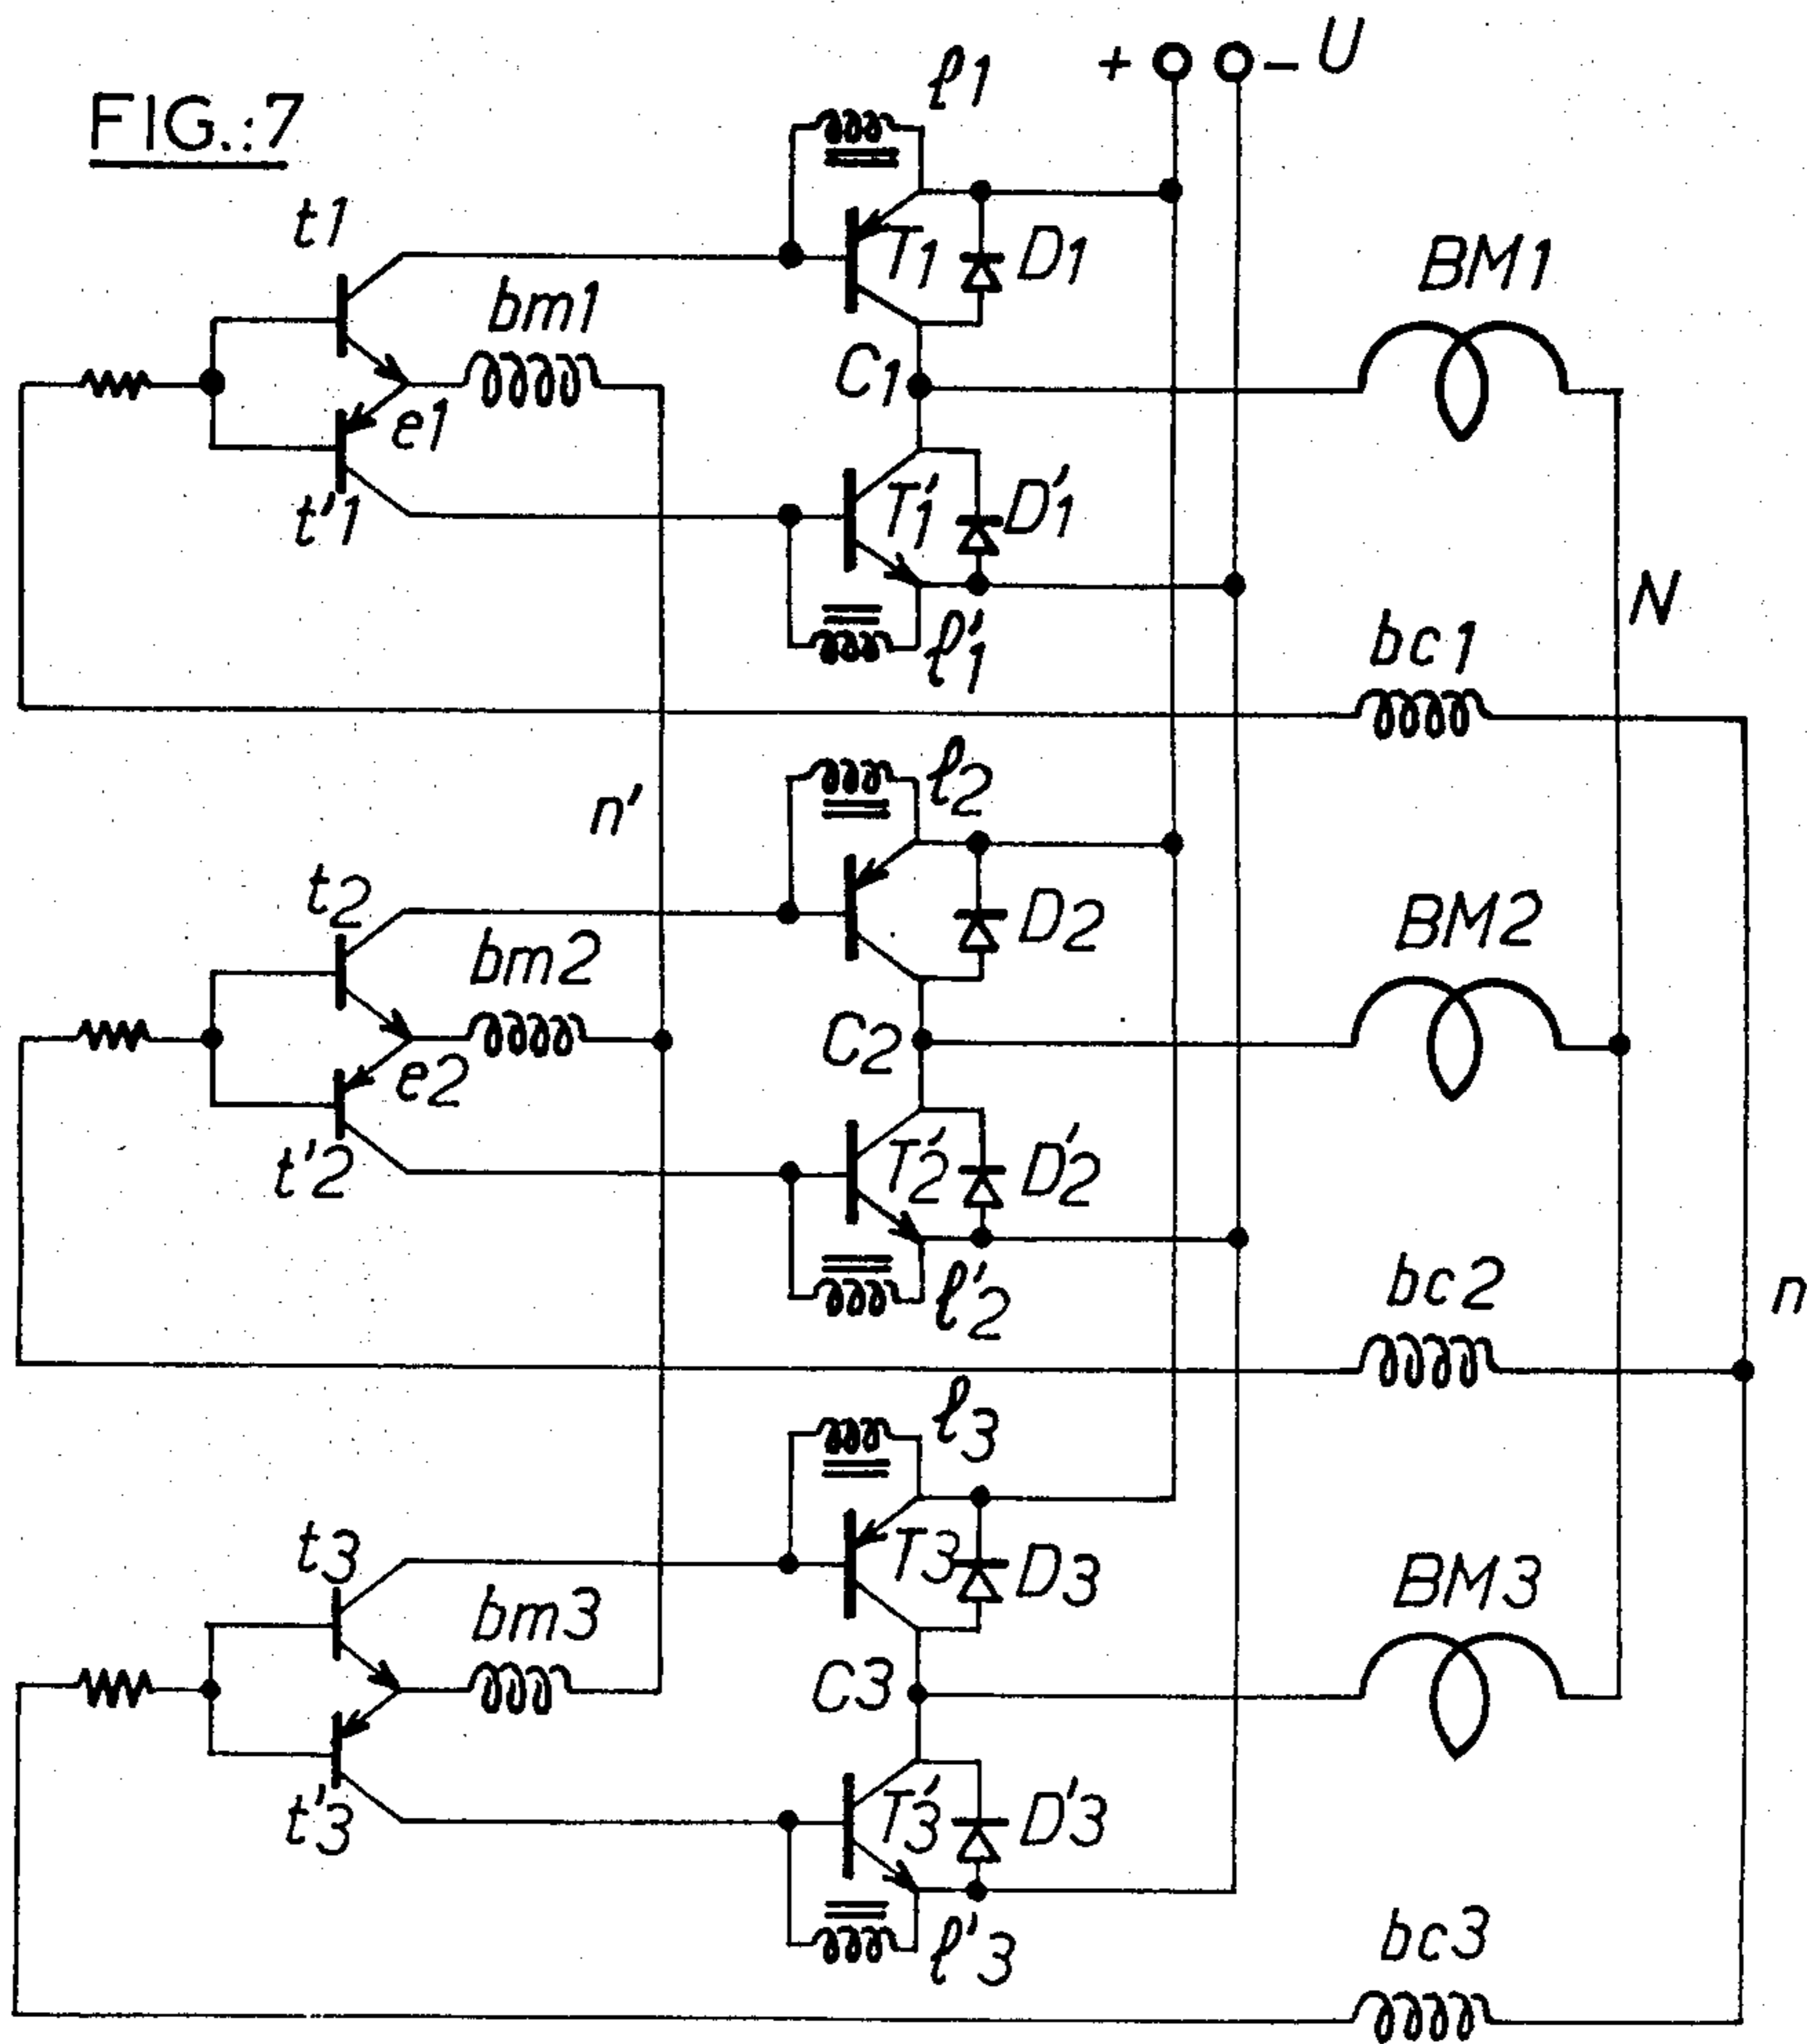 FIG.:7
+ - U
ℓ1
t1
T1
D1
BM1
bm1
C1
e1
t'1
T'1
D'1
N
ℓ'1
bc1
ℓ2
n'
t2
D2
BM2
bm2
C2
e2
t'2
T'2
D'2
ℓ'2
bc2
n
ℓ3
t3
T3
D3
BM3
bm3
C3
t'3
T'3
D'3
ℓ'3
bc3